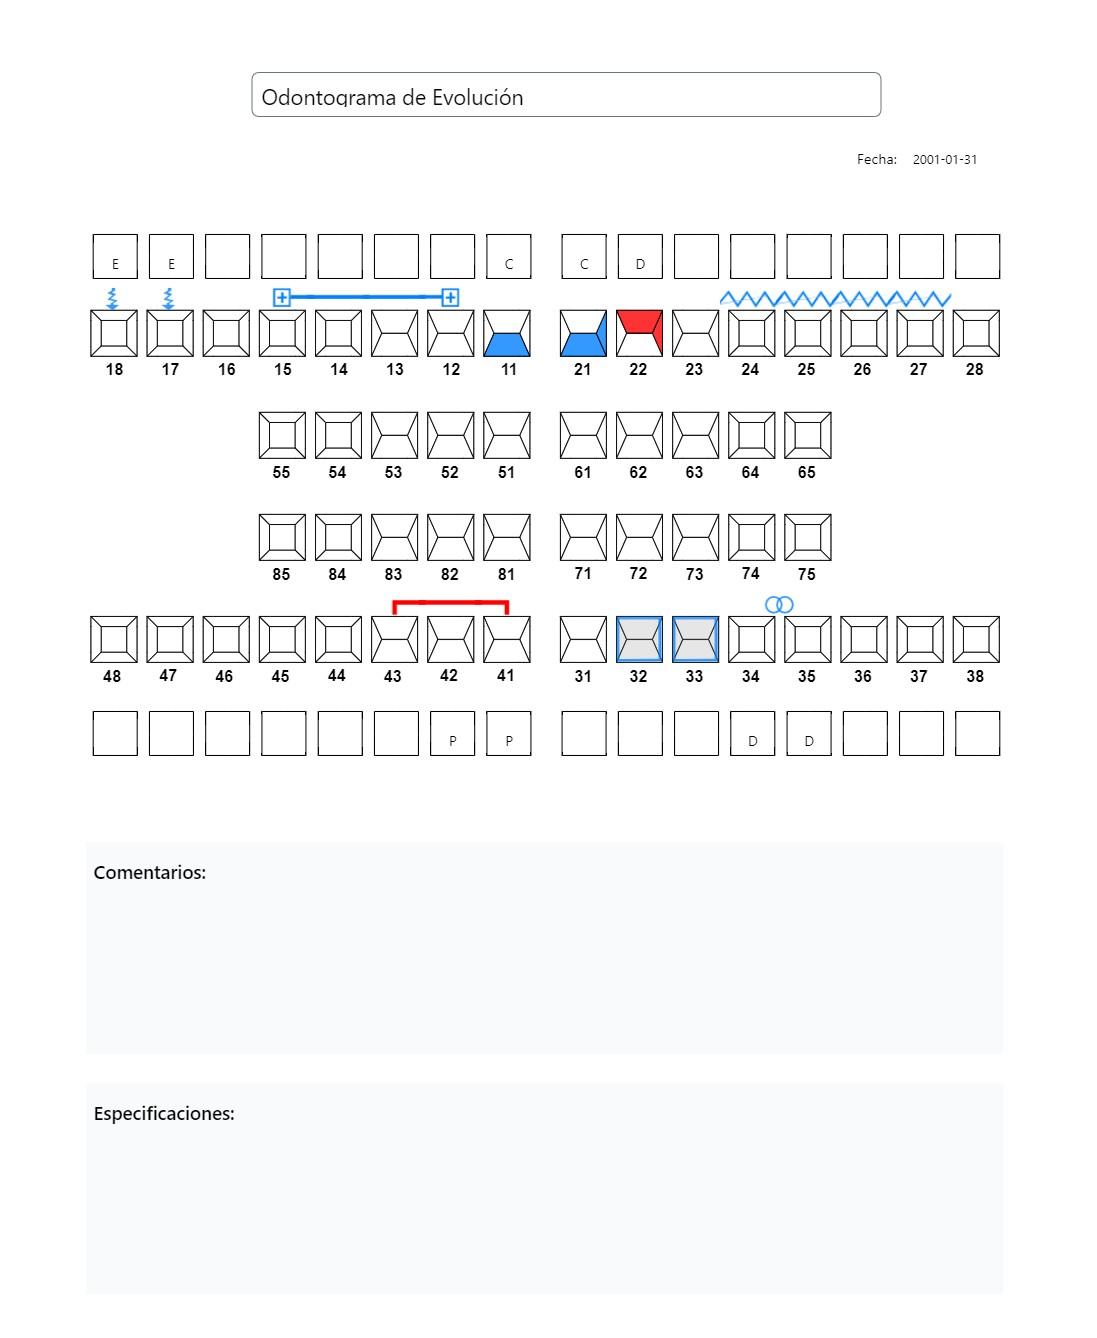 Odontograma de Evolución
Fecha: 2001-01-31
E E C C D
18 17 16 15 14 13 12 11 21 22 23 24 25 26 27 28
55 54 53 52 51 61 62 63 64 65
85 84 83 82 81 71 72 73 74 75
48 47 46 45 44 43 42 41 31 32 33 34 35 36 37 38
P P D D
Comentarios:
Especificaciones: